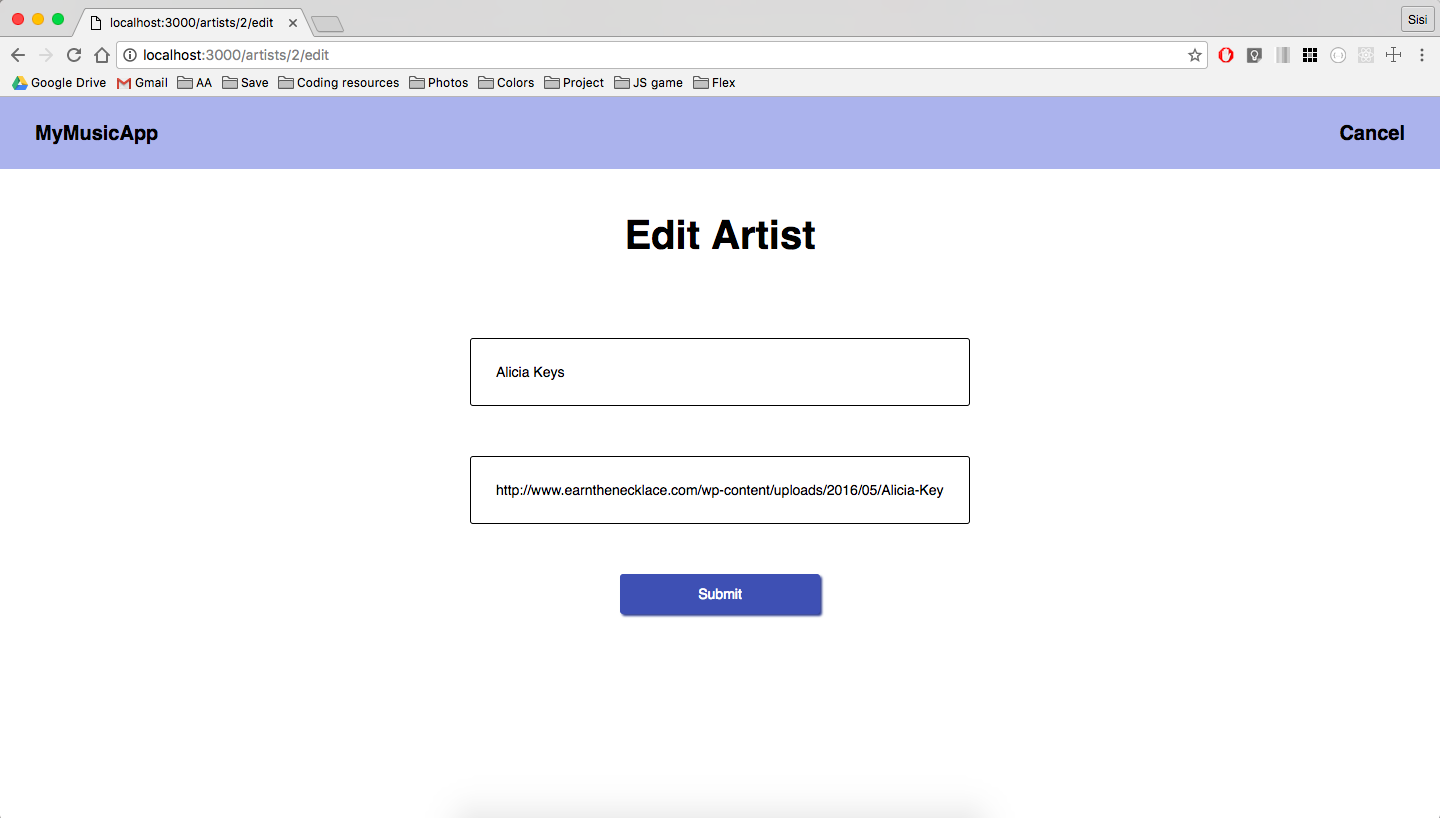 localhost:3000/artists/2/edit
Sisi
localhost:3000/artists/2/edit
Google Drive Gmail AA Save Coding resources Photos Colors Project JS game Flex
MyMusicApp Cancel
Edit Artist
Alicia Keys
http://www.earnthenecklace.com/wp-content/uploads/2016/05/Alicia-Key
Submit